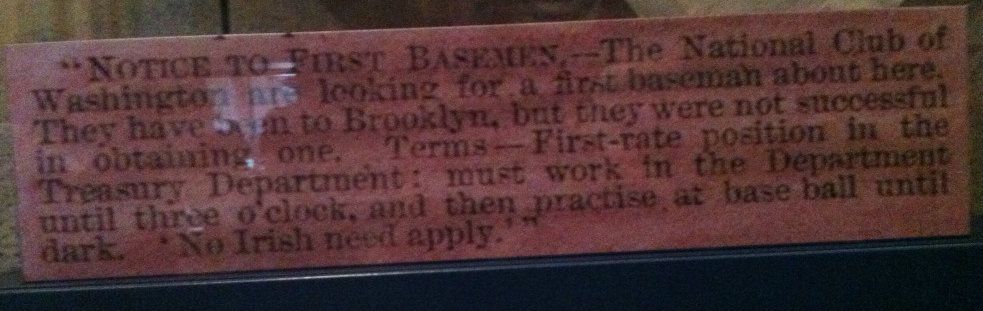 "NOTICE TO FIRST BASEMEN.—The National Club of
Washington are looking for a first baseman about here.
They have been to Brooklyn, but they were not successful
in obtaining one. Terms—First-rate position in the
Treasury Department: must work in the Department
until three o'clock, and then practise at base ball until
dark. 'No Irish need apply.'"